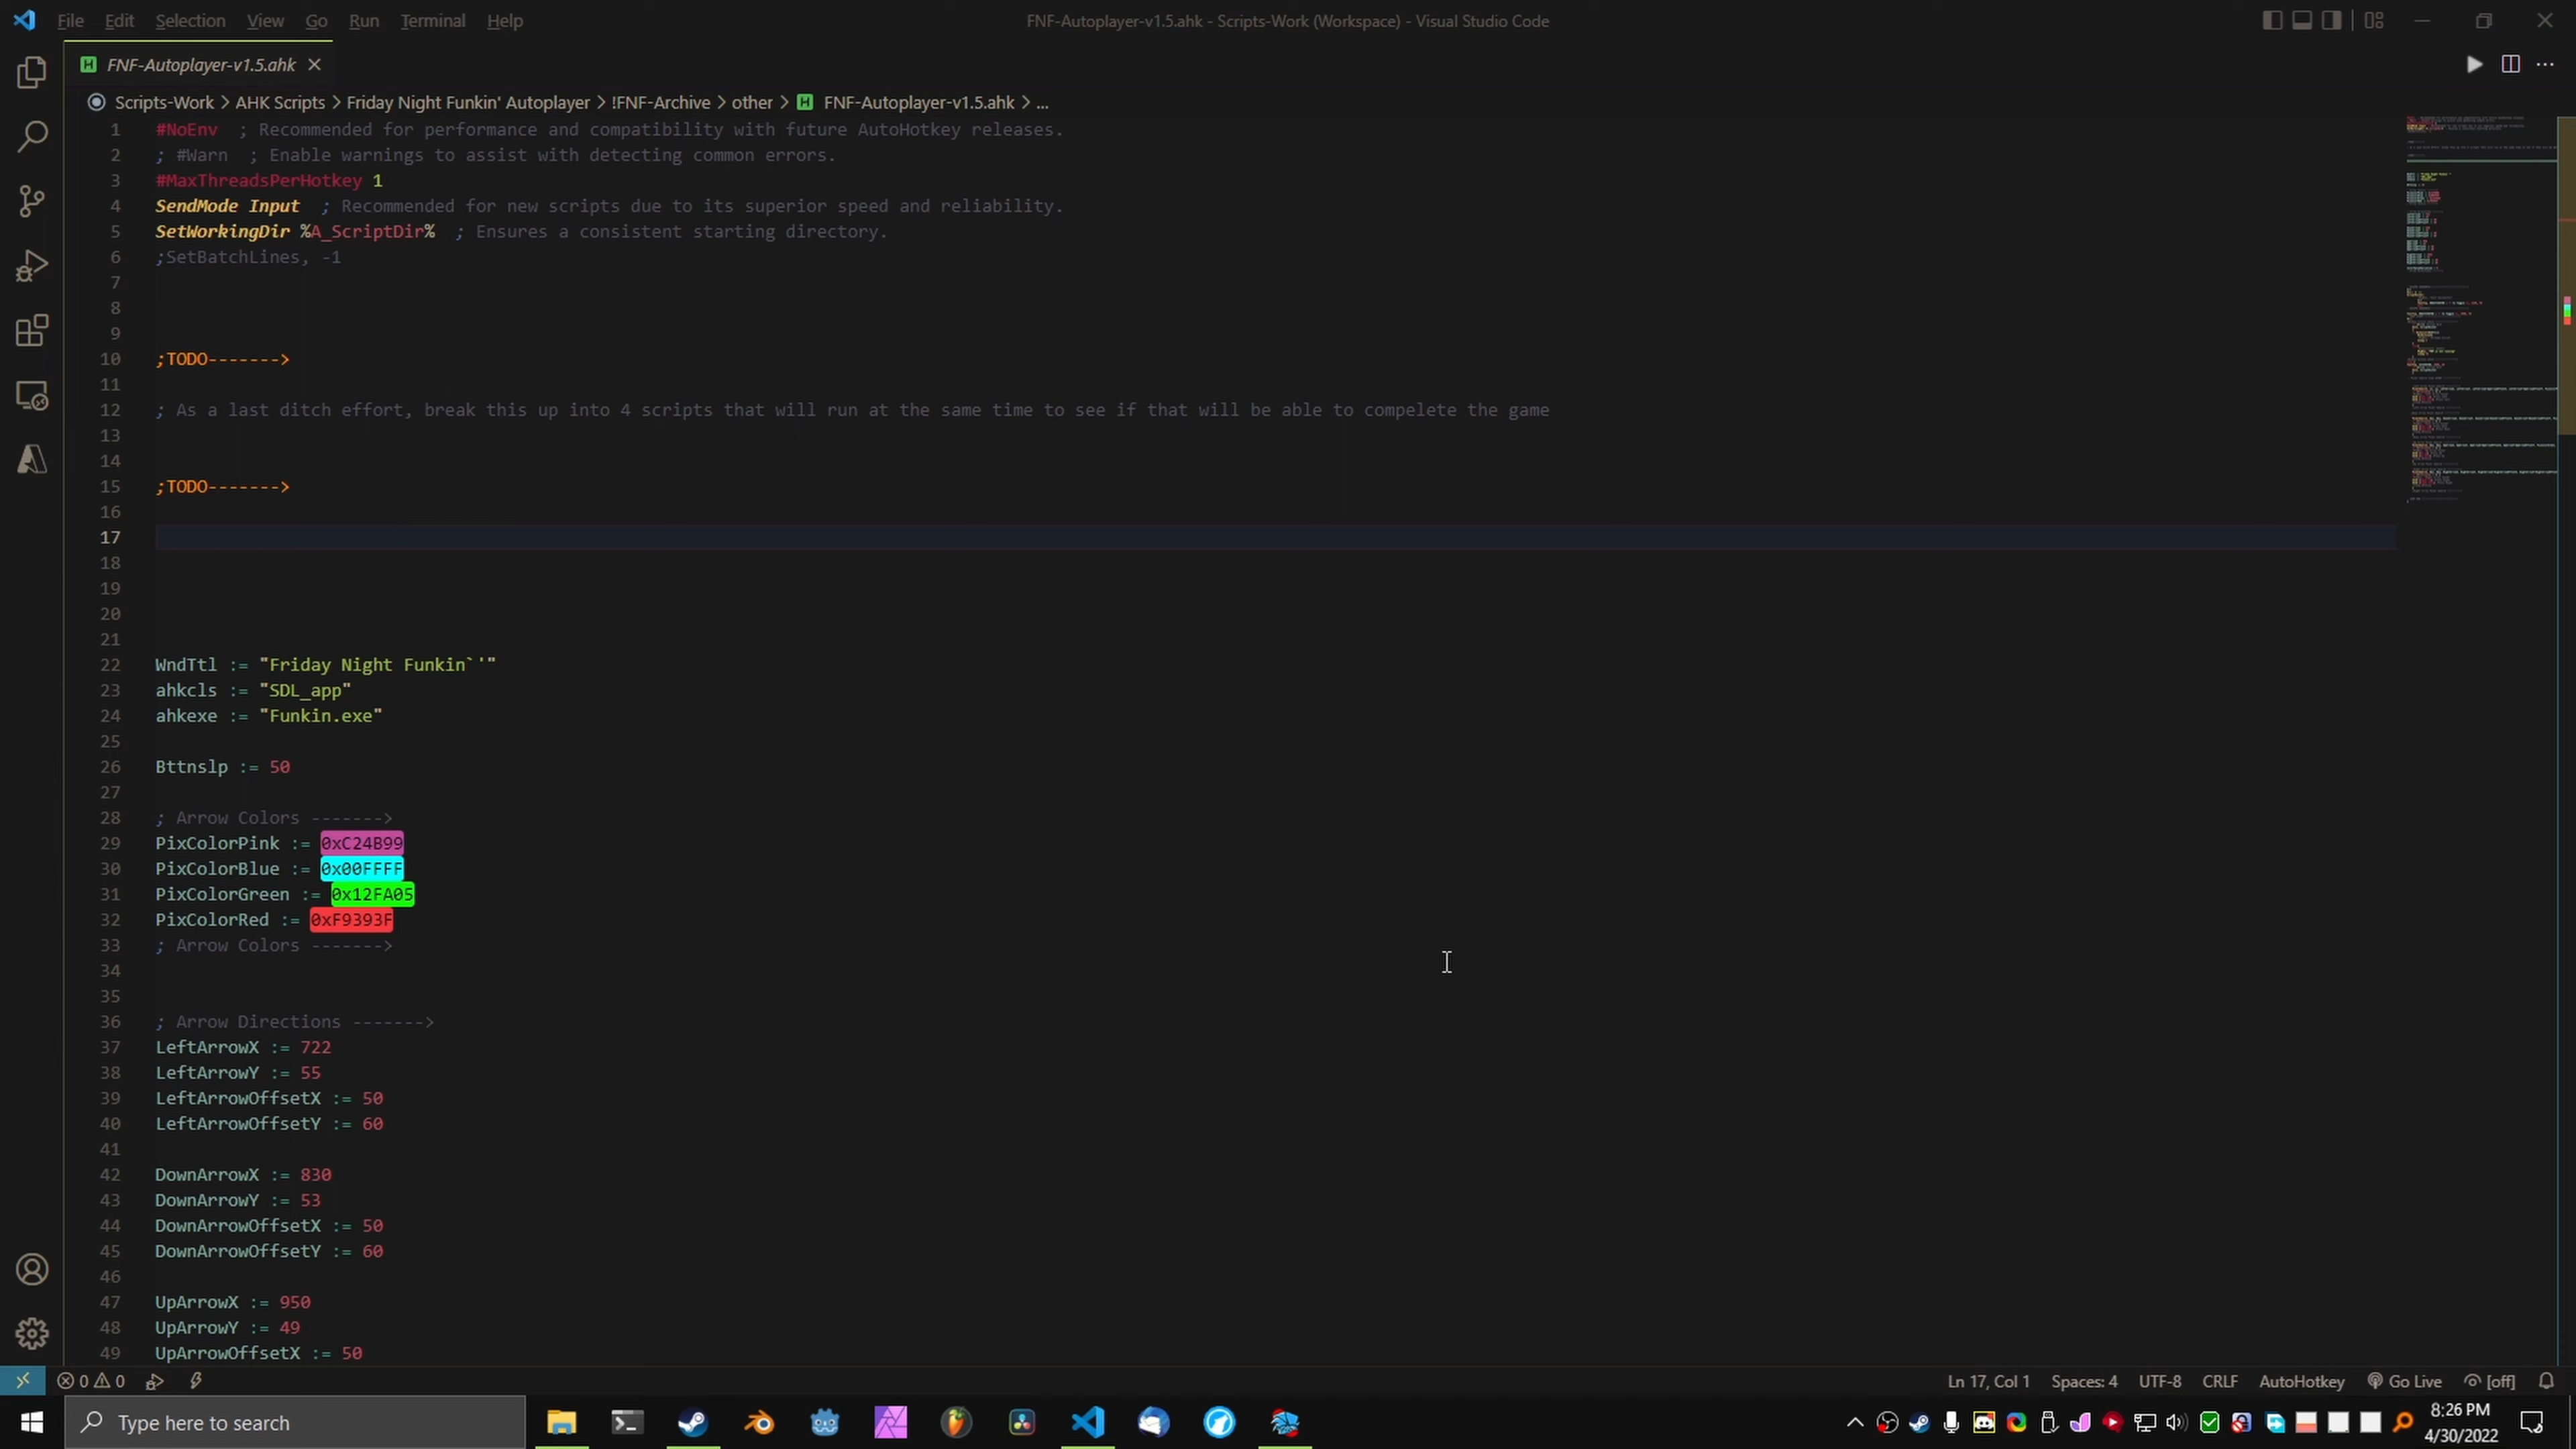 File Edit Selection View Go Run Terminal Help
FNF-Autoplayer-v1.5.ahk - Scripts-Work (Workspace) - Visual Studio Code
FNF-Autoplayer-v1.5.ahk
Scripts-Work > AHK Scripts > Friday Night Funkin' Autoplayer > !FNF-Archive > other > FNF-Autoplayer-v1.5.ahk > ...
1 #NoEnv ; Recommended for performance and compatibility with future AutoHotkey releases.
2 ; #Warn ; Enable warnings to assist with detecting common errors.
3 #MaxThreadsPerHotkey 1
4 SendMode Input ; Recommended for new scripts due to its superior speed and reliability.
5 SetWorkingDir %A_ScriptDir% ; Ensures a consistent starting directory.
6 ;SetBatchLines, -1
7
8
9
10 ;TODO------->
11
12 ; As a last ditch effort, break this up into 4 scripts that will run at the same time to see if that will be able to compelete the game
13
14
15 ;TODO------->
16
17
18
19
20
21
22 WndTtl := "Friday Night Funkin`'"
23 ahkcls := "SDL_app"
24 ahkexe := "Funkin.exe"
25
26 Bttnslp := 50
27
28 ; Arrow Colors ------->
29 PixColorPink := 0xC24B99
30 PixColorBlue := 0x00FFFF
31 PixColorGreen := 0x12FA05
32 PixColorRed := 0xF9393F
33 ; Arrow Colors ------->
34
35
36 ; Arrow Directions ------->
37 LeftArrowX := 722
38 LeftArrowY := 55
39 LeftArrowOffsetX := 50
40 LeftArrowOffsetY := 60
41
42 DownArrowX := 830
43 DownArrowY := 53
44 DownArrowOffsetX := 50
45 DownArrowOffsetY := 60
46
47 UpArrowX := 950
48 UpArrowY := 49
49 UpArrowOffsetX := 50
0 0 Ln 17, Col 1 Spaces: 4 UTF-8 CRLF AutoHotkey Go Live [off]
Type here to search
8:26 PM
4/30/2022